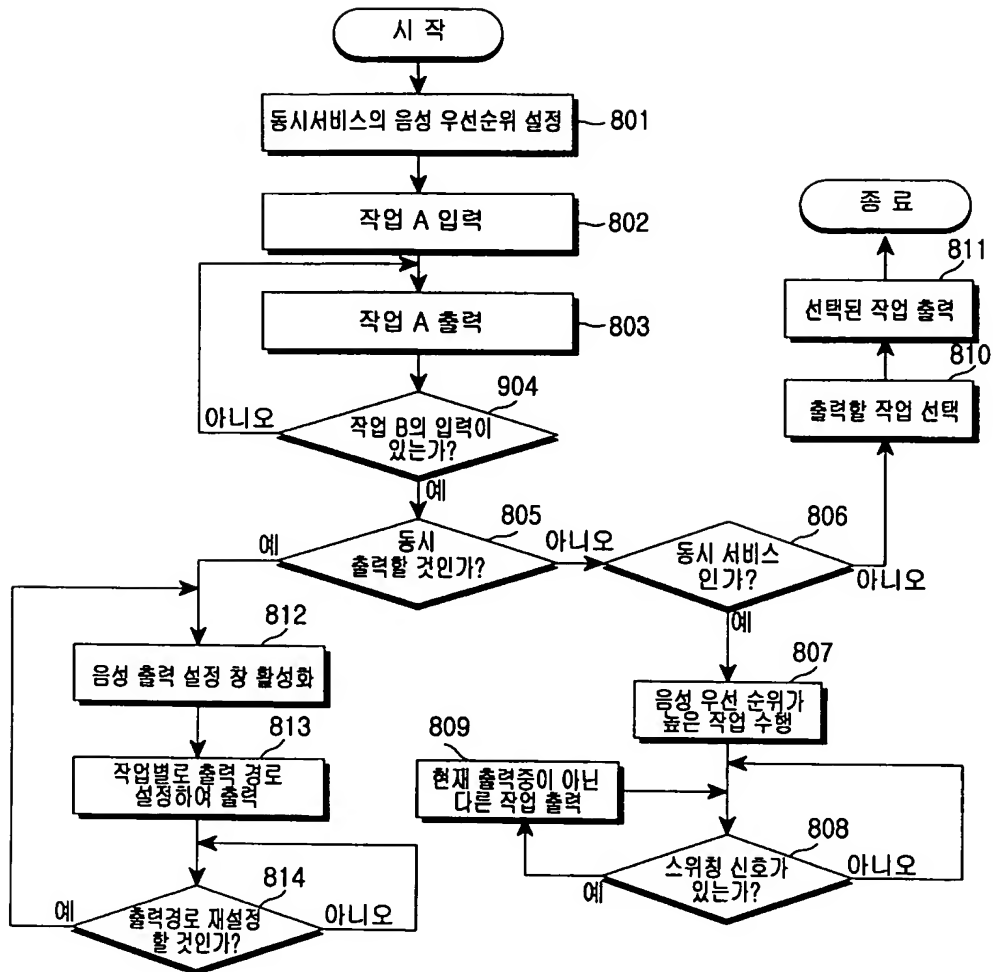 시 작
동시서비스의 음성 우선순위 설정
801
작업 A 입력
802
작업 A 출력
803
904
작업 B의 입력이
있는가?
아니오
예
805
동시
출력할 것인가?
예
아니오
806
동시 서비스
인가?
아니오
예
종 료
811
선택된 작업 출력
810
출력할 작업 선택
812
음성 출력 설정 창 활성화
813
작업별로 출력 경로
설정하여 출력
814
출력경로 재설정
할 것인가?
예
아니오
807
음성 우선 순위가
높은 작업 수행
809
현재 출력중이 아닌
다른 작업 출력
808
스위칭 신호가
있는가?
예
아니오